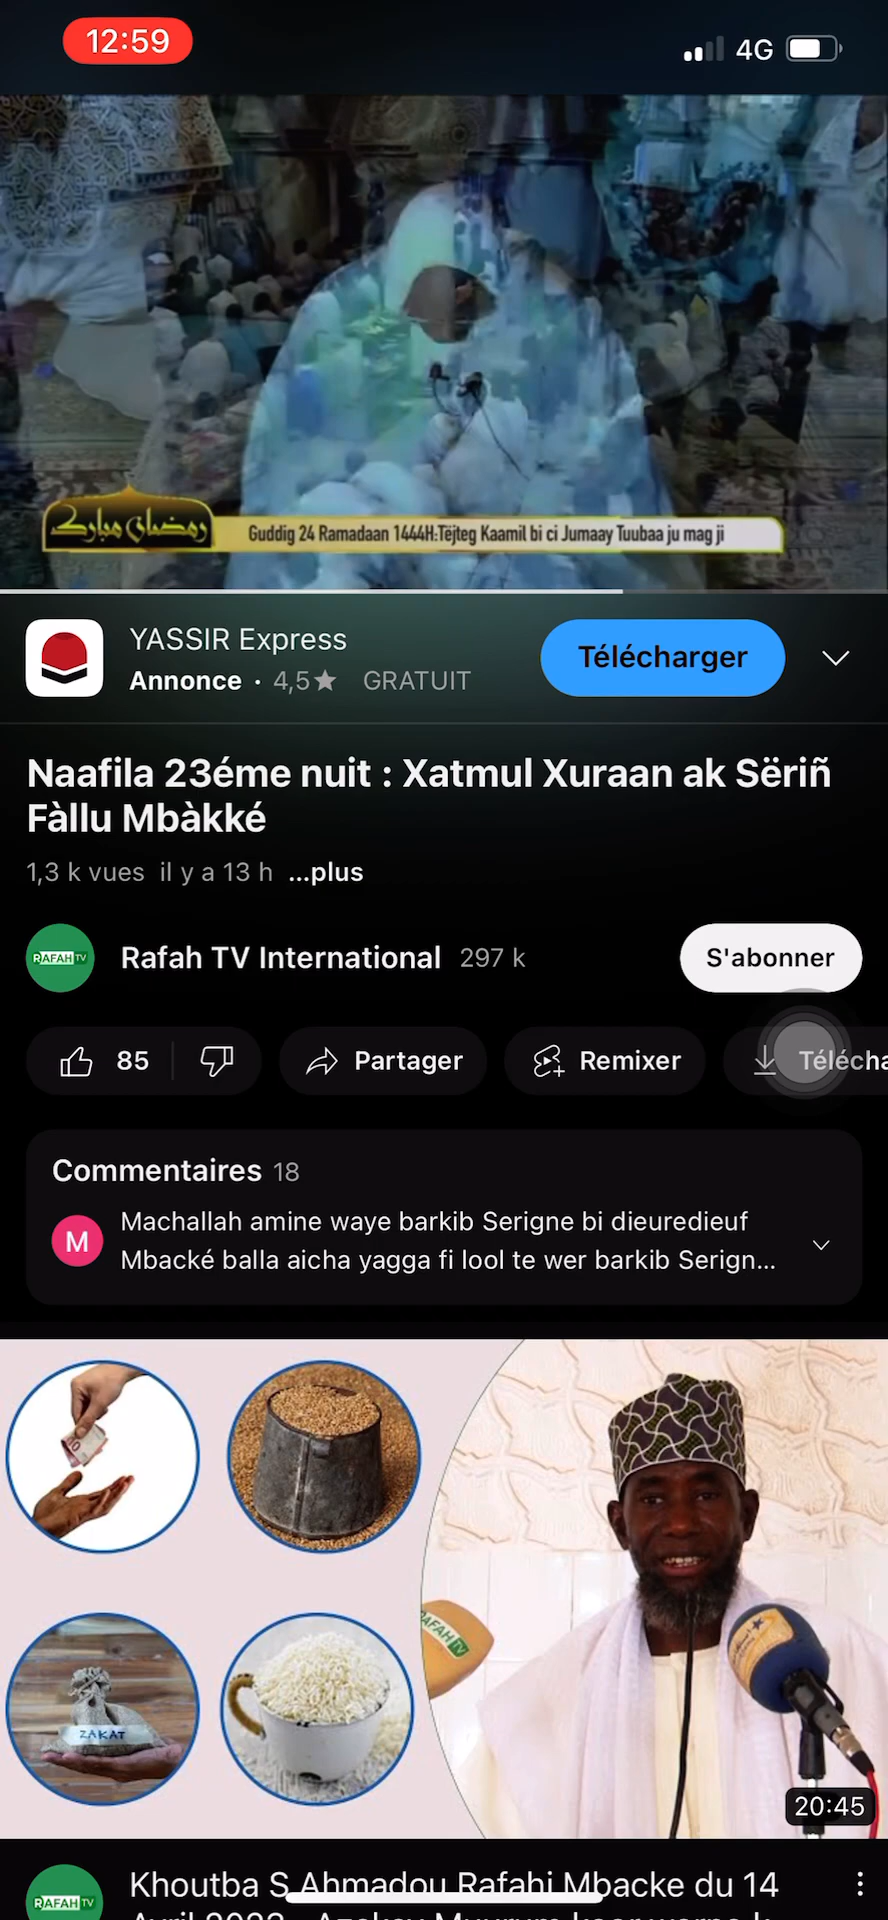 12:59
4G
رمضان مبارك
Guddig 24 Ramadaan 1444H:Tëjteg Kaamil bi ci Jumaay Tuubaa ju mag ji
YASSIR Express
Télécharger
Annonce · 4,5★ GRATUIT
Naafila 23éme nuit : Xatmul Xuraan ak Sëriñ
Fàllu Mbàkké
1,3 k vues il y a 13 h ...plus
RAFAH TV
Rafah TV International 297 k
S'abonner
85
Partager
Remixer
Télécha
Commentaires 18
M
Machallah amine waye barkib Serigne bi dieuredieuf
Mbacké balla aicha yagga fi lool te wer barkib Serign...
10
RAFAH TV
ZAKAT
20:45
RAFAH TV
Khoutba S Ahmadou Rafahi Mbacke du 14